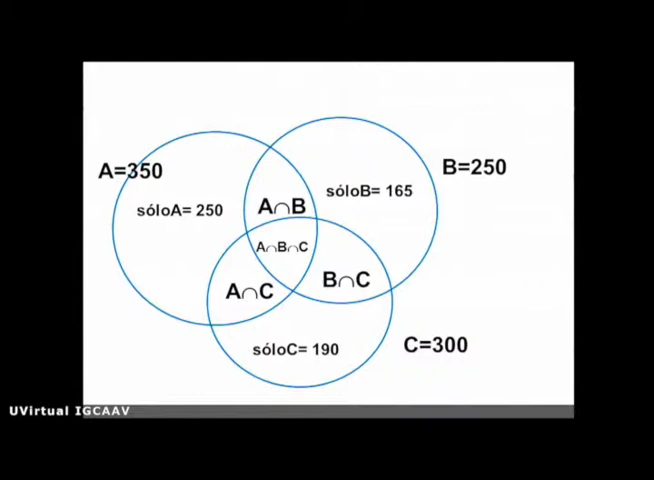 A=350
B=250
sóloB= 165
sóloA= 250
A∩B
A∩B∩C
B∩C
A∩C
C=300
sóloC= 190
UVirtual IGCAAV